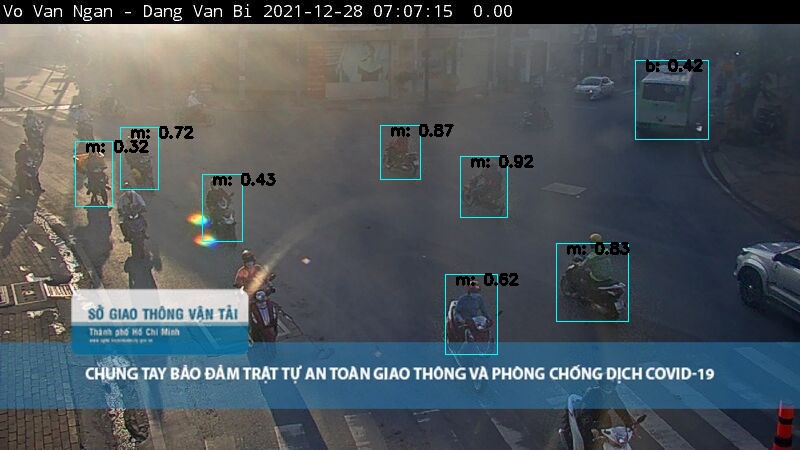 Vo Van Ngan - Dang Van Bi 2021-12-28 07:07:15 0.00
b: 0.42
m: 0.72
m: 0.87
m: 0.32
m: 0.92
m: 0.43
m: 0.83
m: 0.62
SỞ GIAO THÔNG VẬN TẢI
Thành phố Hồ Chí Minh
CHUNG TAY BẢO ĐẢM TRẬT TỰ AN TOÀN GIAO THÔNG VÀ PHÒNG CHỐNG DỊCH COVID-19